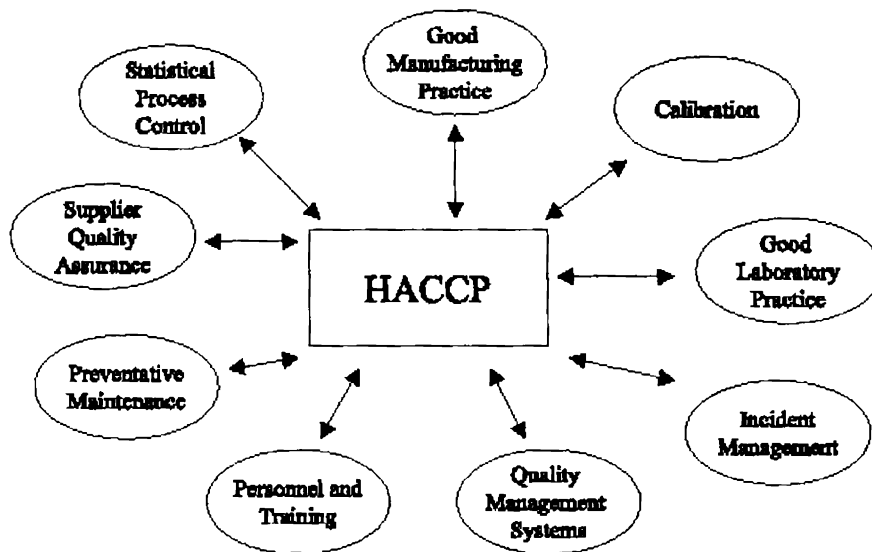 Good
Manufacturing
Practice
Statistical
Process
Control
Calibration
Supplier
Quality
Assurance
HACCP
Good
Laboratory
Practice
Preventative
Maintenance
Incident
Management
Personnel and
Training
Quality
Management
Systems